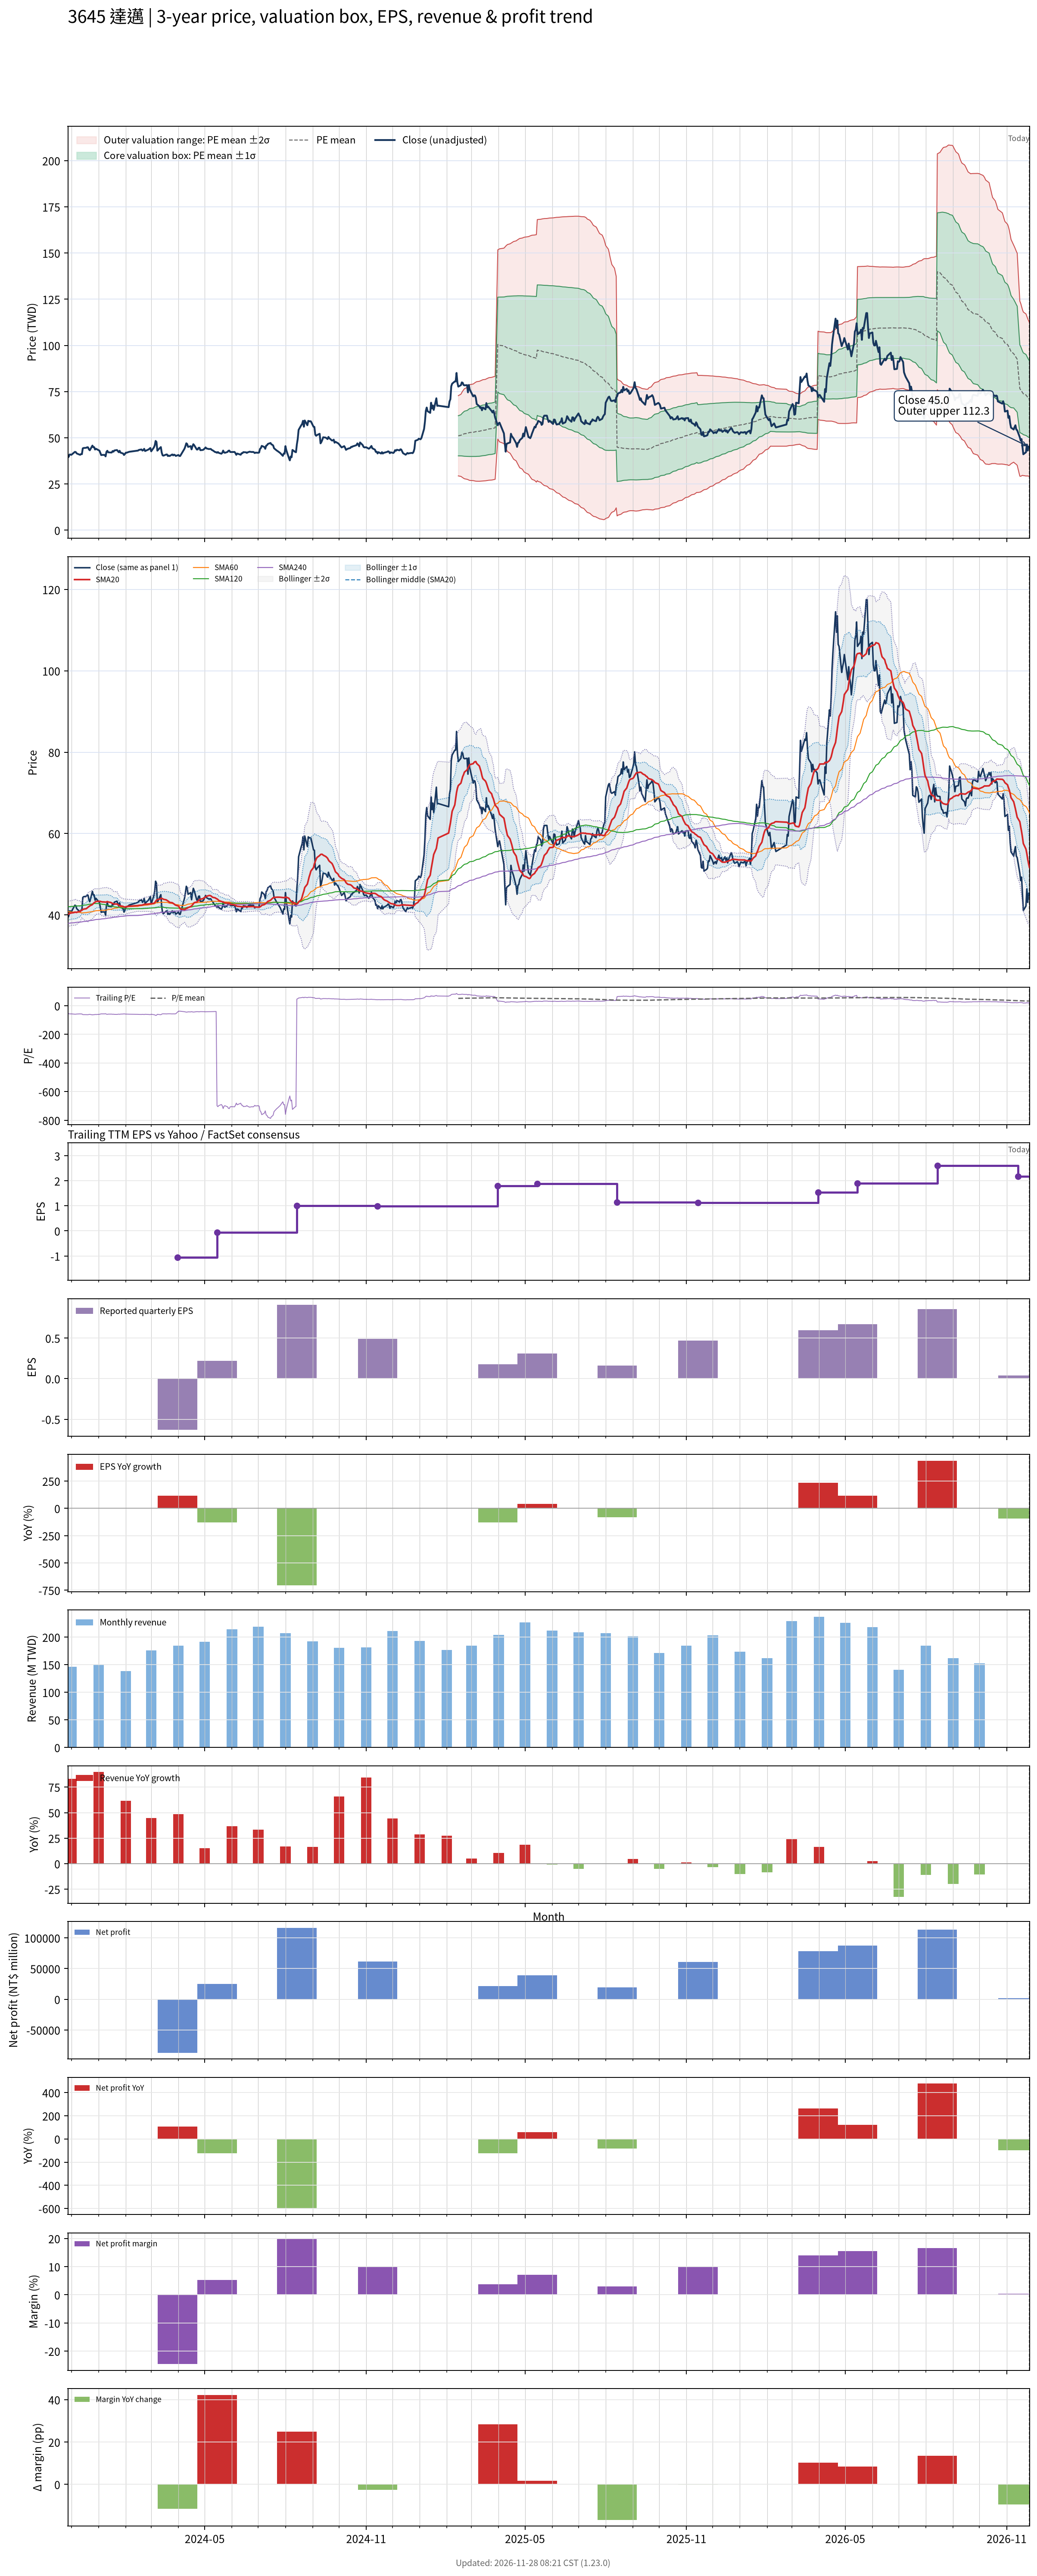 3645 達邁 | 3-year price, valuation box, EPS, revenue & profit trend
Outer valuation range: PE mean ±2σ
Core valuation box: PE mean ±1σ
PE mean
Close (unadjusted)
Today
200
175
150
125
100
75
50
25
0
Price (TWD)
Close 45.0
Outer upper 112.3
Close (same as panel 1)
SMA20
SMA60
SMA120
SMA240
Bollinger ±2σ
Bollinger ±1σ
Bollinger middle (SMA20)
120
100
80
60
40
Price
Trailing P/E
P/E mean
0
-200
-400
-600
-800
P/E
Trailing TTM EPS vs Yahoo / FactSet consensus
Today
3
2
1
0
-1
EPS
Reported quarterly EPS
0.5
0.0
-0.5
EPS
EPS YoY growth
250
0
-250
-500
-750
YoY (%)
Monthly revenue
200
150
100
50
0
Revenue (M TWD)
Revenue YoY growth
75
50
25
0
-25
YoY (%)
Month
Net profit
100000
50000
0
-50000
Net profit (NT$ million)
Net profit YoY
400
200
0
-200
-400
-600
YoY (%)
Net profit margin
20
10
0
-10
-20
Margin (%)
Margin YoY change
40
20
0
Δ margin (pp)
2024-05
2024-11
2025-05
2025-11
2026-05
2026-11
Updated: 2026-11-28 08:21 CST (1.23.0)